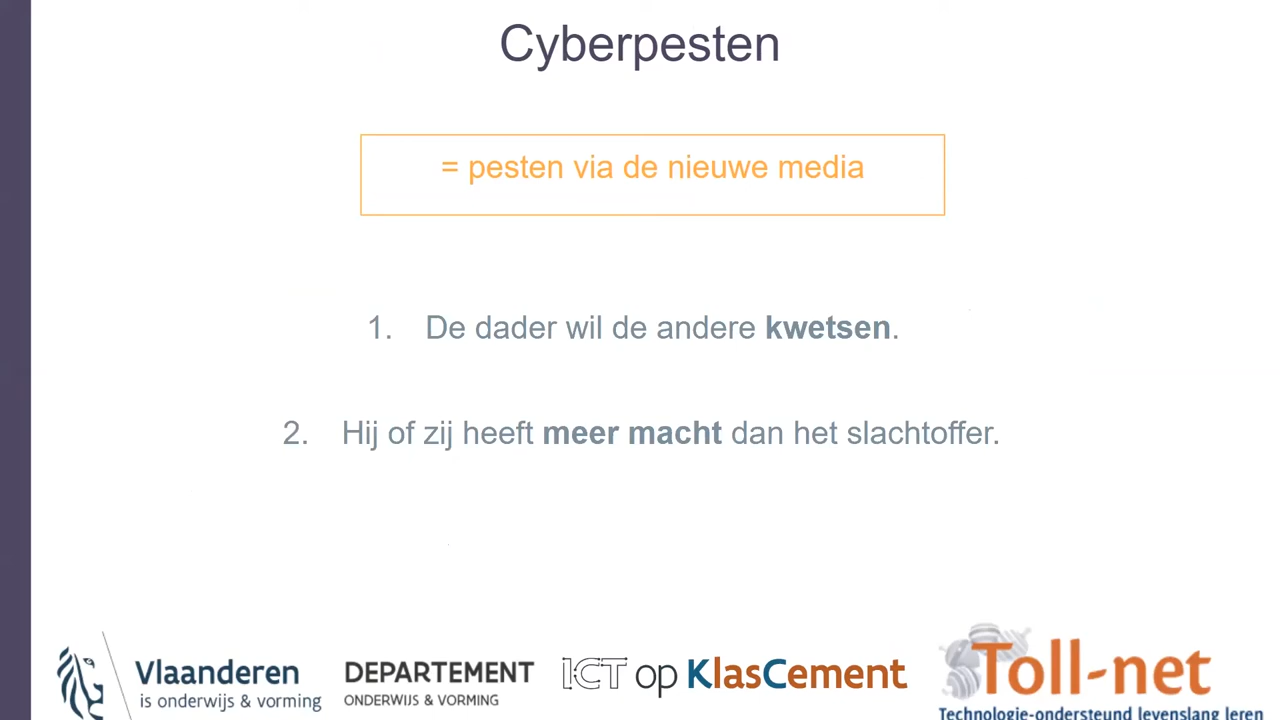 Cyberpesten
= pesten via de nieuwe media
1. De dader wil de andere kwetsen.
2. Hij of zij heeft meer macht dan het slachtoffer.
Vlaanderen
is onderwijs & vorming
DEPARTEMENT
ONDERWIJS & VORMING
ICT op KlasCement
Toll-net
Technologie-ondersteund levenslang leren